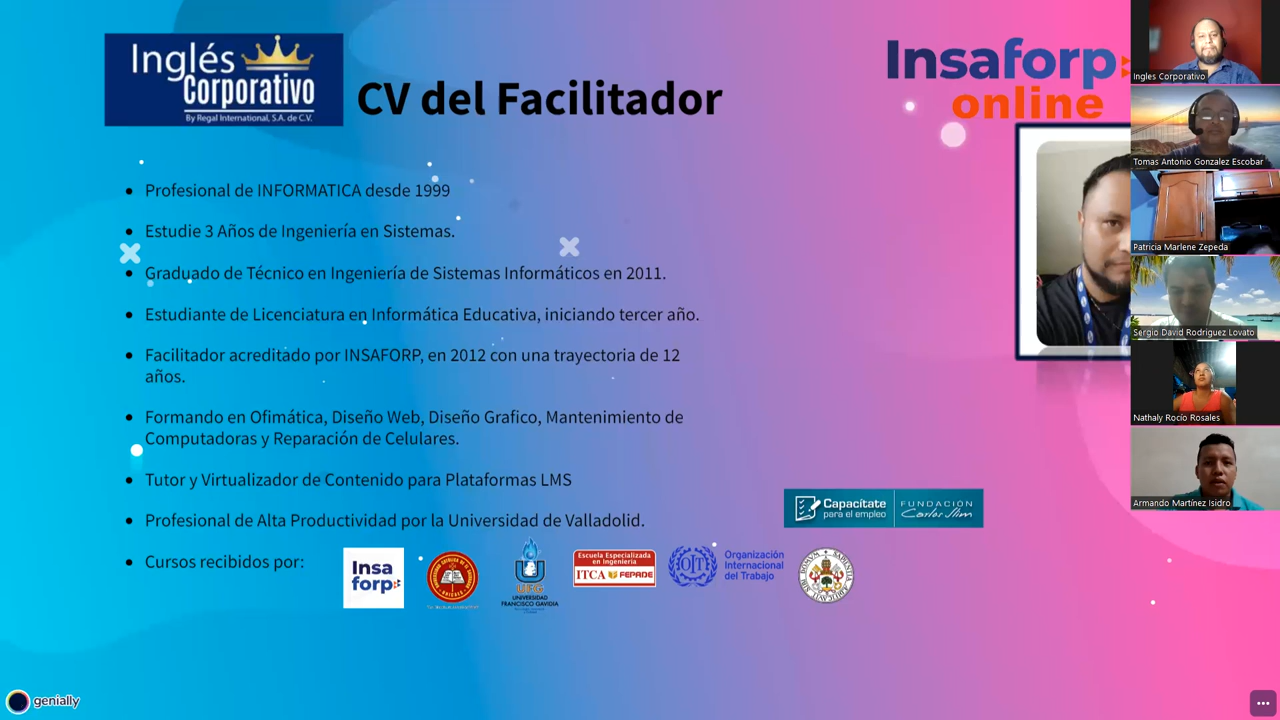 Inglés
Corporativo
By Regal International, S.A. de C.V.
CV del Facilitador
Insaforp
online
Profesional de INFORMATICA desde 1999
Estudie 3 Años de Ingeniería en Sistemas.
Graduado de Técnico en Ingeniería de Sistemas Informáticos en 2011.
Estudiante de Licenciatura en Informática Educativa, iniciando tercer año.
Facilitador acreditado por INSAFORP, en 2012 con una trayectoria de 12
años.
Formando en Ofimática, Diseño Web, Diseño Grafico, Mantenimiento de
Computadoras y Reparación de Celulares.
Tutor y Virtualizador de Contenido para Plataformas LMS
Profesional de Alta Productividad por la Universidad de Valladolid.
Cursos recibidos por:
Insa
forp
UFG
UNIVERSIDAD
FRANCISCO GAVIDIA
Escuela Especializada
en Ingeniería
ITCA FEPADE
OIT
Organización
Internacional
del Trabajo
Capacítate
para el empleo
FUNDACIÓN
Carlos Slim
Ingles Corporativo
Tomas Antonio Gonzalez Escobar
Patricia Marlene Zepeda
Sergio David Rodriguez Lovato
Nathaly Rocío Rosales
Armando Martínez Isidro
genially